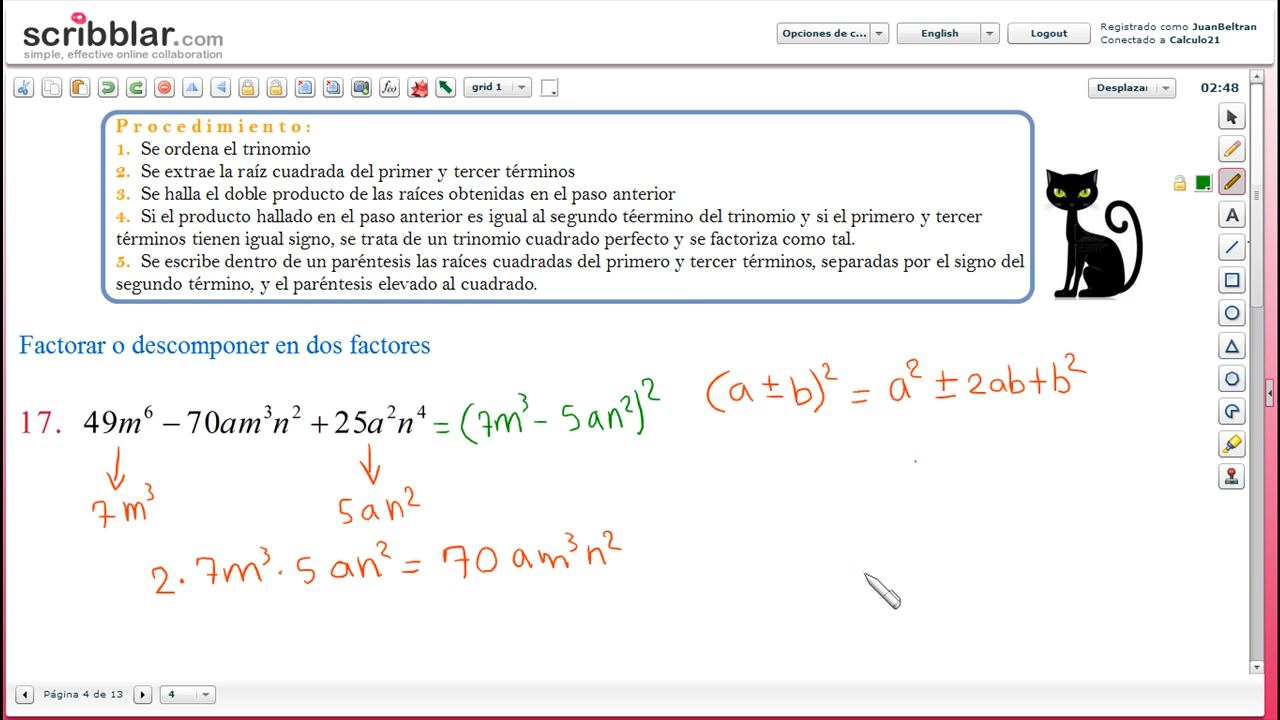 scribblar.com
simple, effective online collaboration
Opciones de c...
English
Logout
Registrado como JuanBeltran
Conectado a Calculo21
f(x)
grid 1
Desplazar
02:48
Procedimiento:
1. Se ordena el trinomio
2. Se extrae la raíz cuadrada del primer y tercer términos
3. Se halla el doble producto de las raíces obtenidas en el paso anterior
4. Si el producto hallado en el paso anterior es igual al segundo téermino del trinomio y si el primero y tercer
términos tienen igual signo, se trata de un trinomio cuadrado perfecto y se factoriza como tal.
5. Se escribe dentro de un paréntesis las raíces cuadradas del primero y tercer términos, separadas por el signo del
segundo término, y el paréntesis elevado al cuadrado.
A
Factorar o descomponer en dos factores
(a ± b)² = a² ± 2ab + b²
17. 49m⁶ − 70am³n² + 25a²n⁴ = (7m³ − 5an²)²
7m³
5an²
2 · 7m³ · 5an² = 70am³n²
Página 4 de 13
4